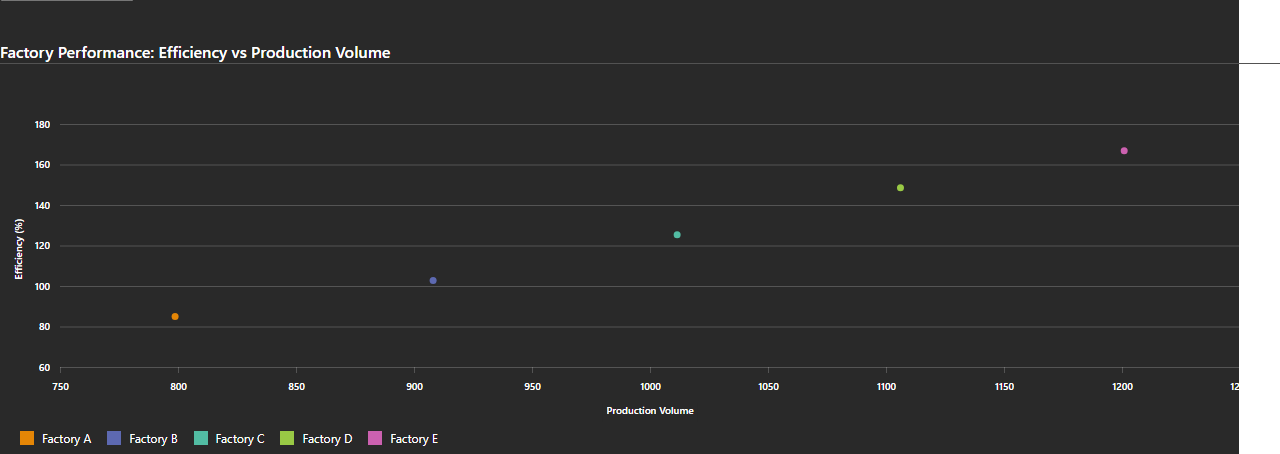 Factory Performance: Efficiency vs Production Volume
180
160
140
120
100
80
60
Efficiency (%)
750
800
850
900
950
1000
1050
1100
1150
1200
12
Production Volume
Factory A
Factory B
Factory C
Factory D
Factory E